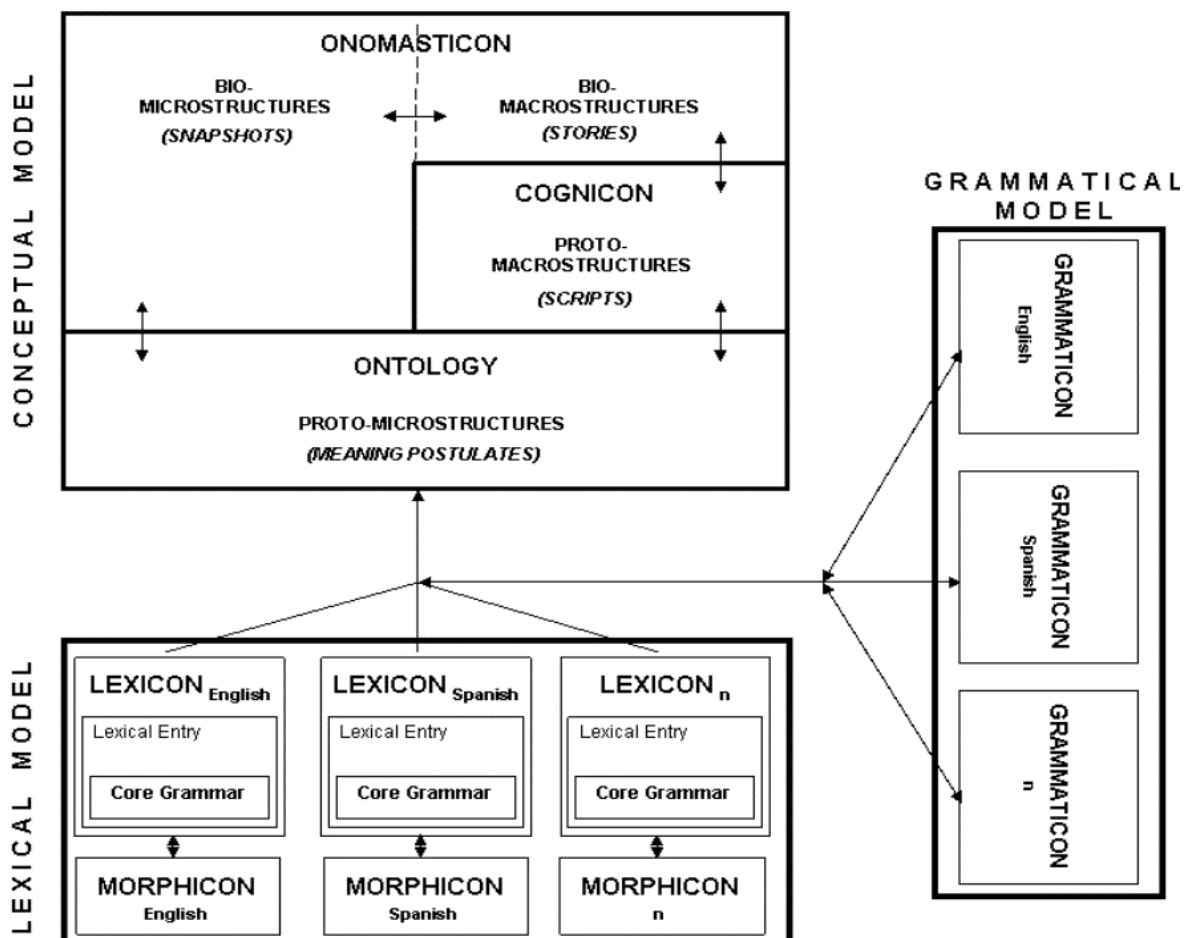 CONCEPTUAL MODEL
ONOMASTICON
BIO-
MICROSTRUCTURES
(SNAPSHOTS)
BIO-
MACROSTRUCTURES
(STORIES)
COGNICON
PROTO-
MACROSTRUCTURES
(SCRIPTS)
ONTOLOGY
PROTO-MICROSTRUCTURES
(MEANING POSTULATES)
GRAMMATICAL
MODEL
GRAMMATICON
English
GRAMMATICON
Spanish
GRAMMATICON
n
LEXICAL MODEL
LEXICON English
Lexical Entry
Core Grammar
MORPHICON
English
LEXICON Spanish
Lexical Entry
Core Grammar
MORPHICON
Spanish
LEXICON n
Lexical Entry
Core Grammar
MORPHICON
n